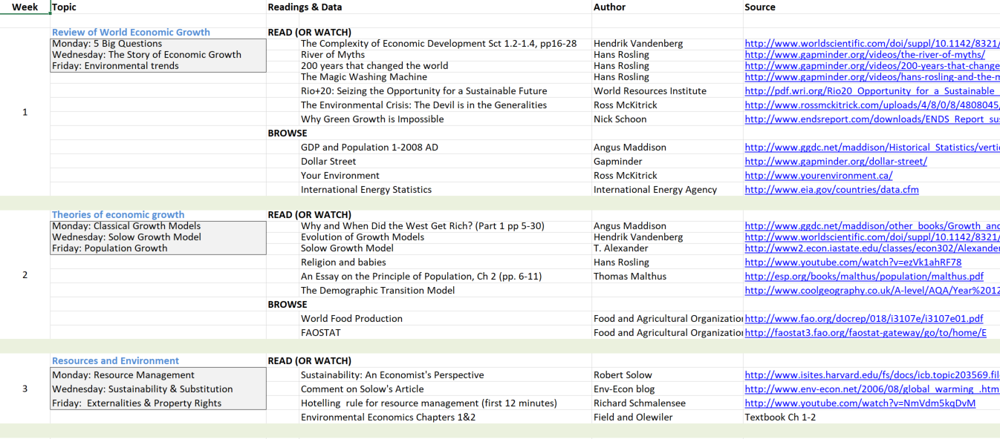 Week Topic Readings & Data Author Source
Review of World Economic Growth READ (OR WATCH)
Monday: 5 Big Questions The Complexity of Economic Development Sct 1.2-1.4, pp16-28 Hendrik Vandenberg http://www.worldscientific.com/doi/suppl/10.1142/8321/
Wednesday: The Story of Economic Growth River of Myths Hans Rosling http://www.gapminder.org/videos/the-river-of-myths/
Friday: Environmental trends 200 years that changed the world Hans Rosling http://www.gapminder.org/videos/200-years-that-change
The Magic Washing Machine Hans Rosling http://www.gapminder.org/videos/hans-rosling-and-the-m
Rio+20: Seizing the Opportunity for a Sustainable Future World Resources Institute http://pdf.wri.org/Rio20_Opportunity_for_a_Sustainable_
1 The Environmental Crisis: The Devil is in the Generalities Ross McKitrick http://www.rossmckitrick.com/uploads/4/8/0/8/4808045/
Why Green Growth is Impossible Nick Schoon http://www.endsreport.com/downloads/ENDS_Report_su
BROWSE
GDP and Population 1-2008 AD Angus Maddison http://www.ggdc.net/maddison/Historical_Statistics/verti
Dollar Street Gapminder http://www.gapminder.org/dollar-street/
Your Environment Ross McKitrick http://www.yourenvironment.ca/
International Energy Statistics International Energy Agency http://www.eia.gov/countries/data.cfm
Theories of economic growth READ (OR WATCH)
Monday: Classical Growth Models Why and When Did the West Get Rich? (Part 1 pp 5-30) Angus Maddison http://www.ggdc.net/maddison/other_books/Growth_and
Wednesday: Solow Growth Model Evolution of Growth Models Hendrik Vandenberg http://www.worldscientific.com/doi/suppl/10.1142/8321/
Friday: Population Growth Solow Growth Model T. Alexander http://www2.econ.iastate.edu/classes/econ302/Alexander
Religion and babies Hans Rosling http://www.youtube.com/watch?v=ezVk1ahRF78
2 An Essay on the Principle of Population, Ch 2 (pp. 6-11) Thomas Malthus http://esp.org/books/malthus/population/malthus.pdf
The Demographic Transition Model http://www.coolgeography.co.uk/A-level/AQA/Year%2012
BROWSE
World Food Production Food and Agricultural Organization http://www.fao.org/docrep/018/i3107e/i3107e01.pdf
FAOSTAT Food and Agricultural Organization http://faostat3.fao.org/faostat-gateway/go/to/home/E
Resources and Environment READ (OR WATCH)
Monday: Resource Management Sustainability: An Economist's Perspective Robert Solow http://www.isites.harvard.edu/fs/docs/icb.topic203569.fil
3 Wednesday: Sustainability & Substitution Comment on Solow's Article Env-Econ blog http://www.env-econ.net/2006/08/global_warming_.htm
Friday: Externalities & Property Rights Hotelling rule for resource management (first 12 minutes) Richard Schmalensee http://www.youtube.com/watch?v=NmVdm5kqDvM
Environmental Economics Chapters 1&2 Field and Olewiler Textbook Ch 1-2